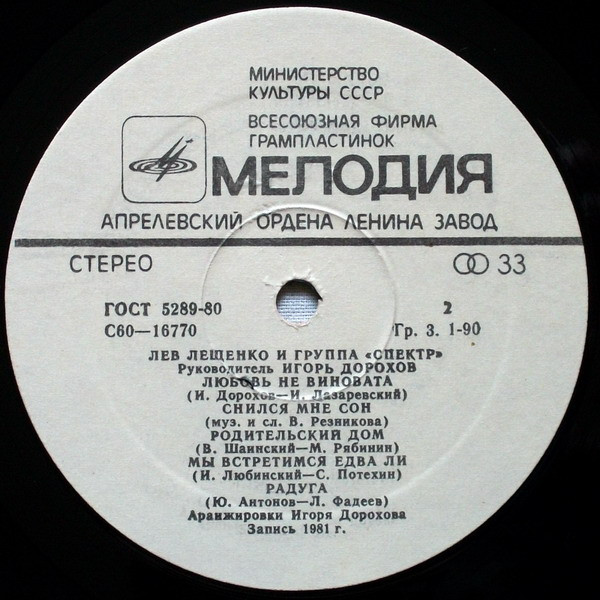 МИНИСТЕРСТВО
КУЛЬТУРЫ СССР
ВСЕСОЮЗНАЯ ФИРМА
ГРАМПЛАСТИНОК
МЕЛОДИЯ
АПРЕЛЕВСКИЙ ОРДЕНА ЛЕНИНА ЗАВОД
СТЕРЕО 33
ГОСТ 5289-80 2
С60—16770 Гр. 3. 1-90
ЛЕВ ЛЕЩЕНКО И ГРУППА «СПЕКТР»
Руководитель ИГОРЬ ДОРОХОВ
ЛЮБОВЬ НЕ ВИНОВАТА
(И. Дорохов—И. Лазаревский)
СНИЛСЯ МНЕ СОН
(муз. и сл. В. Резникова)
РОДИТЕЛЬСКИЙ ДОМ
(В. Шаинский—М. Рябинин)
МЫ ВСТРЕТИМСЯ ЕДВА ЛИ
(И. Любинский—С. Потехин)
РАДУГА
(Ю. Антонов—Л. Фадеев)
Аранжировки Игоря Дорохова
Запись 1981 г.